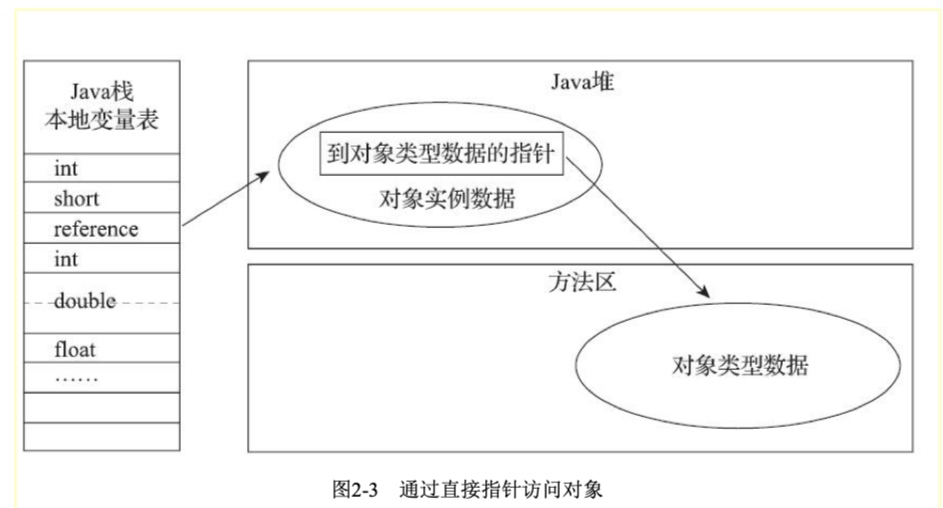 Java栈
本地变量表
int
short
reference
int
double
float
……
Java堆
到对象类型数据的指针
对象实例数据
方法区
对象类型数据
图2-3 通过直接指针访问对象